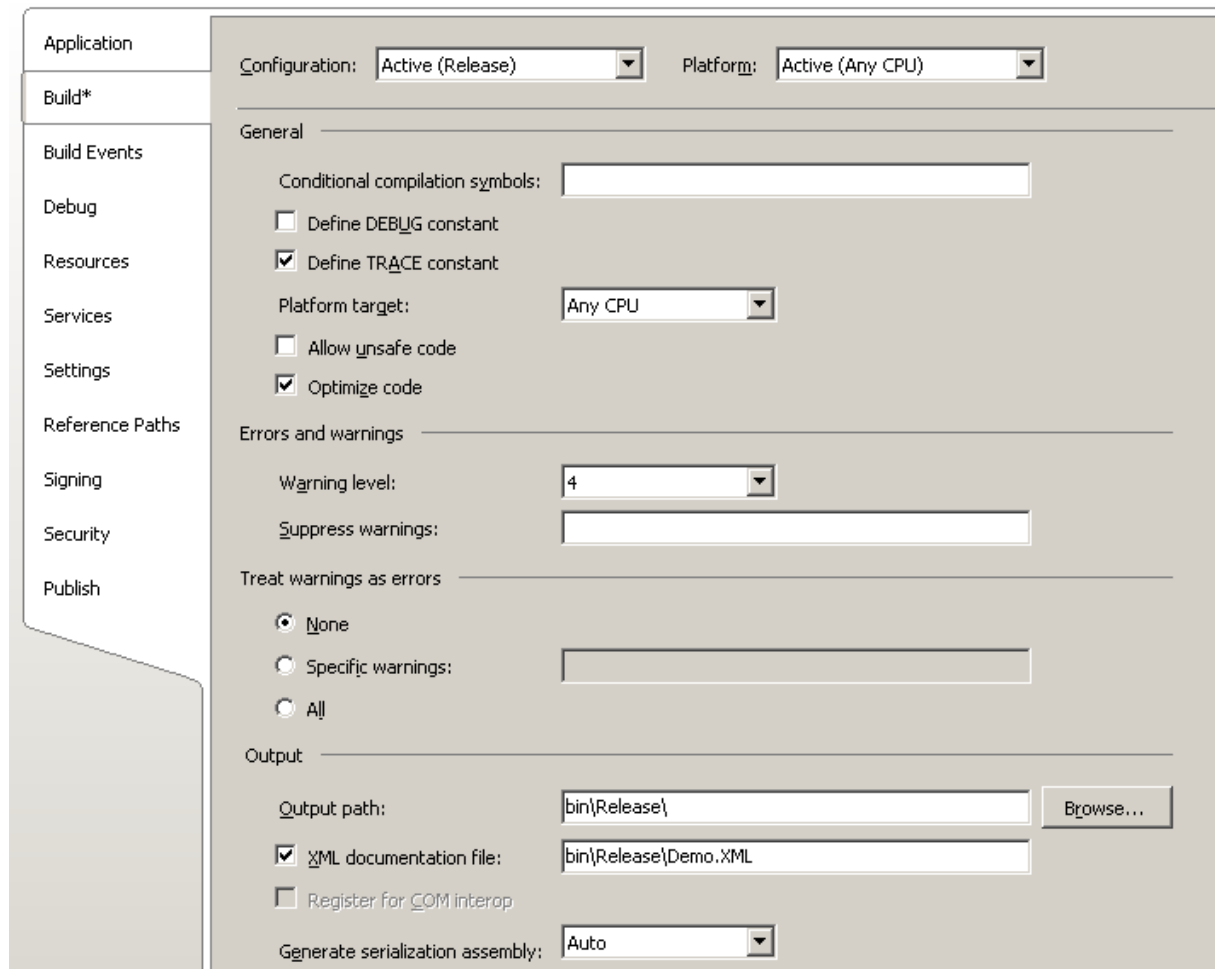 Application
Build*
Build Events
Debug
Resources
Services
Settings
Reference Paths
Signing
Security
Publish
Configuration: Active (Release) Platform: Active (Any CPU)
General
Conditional compilation symbols:
Define DEBUG constant
Define TRACE constant
Platform target: Any CPU
Allow unsafe code
Optimize code
Errors and warnings
Warning level: 4
Suppress warnings:
Treat warnings as errors
None
Specific warnings:
All
Output
Output path: bin\Release\ Browse...
XML documentation file: bin\Release\Demo.XML
Register for COM interop
Generate serialization assembly: Auto